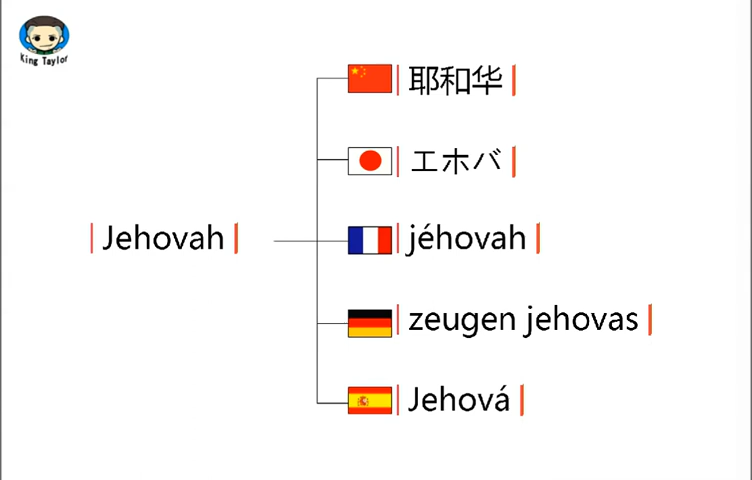 King Taylor
耶和华
エホバ
Jehovah
jéhovah
zeugen jehovas
Jehová